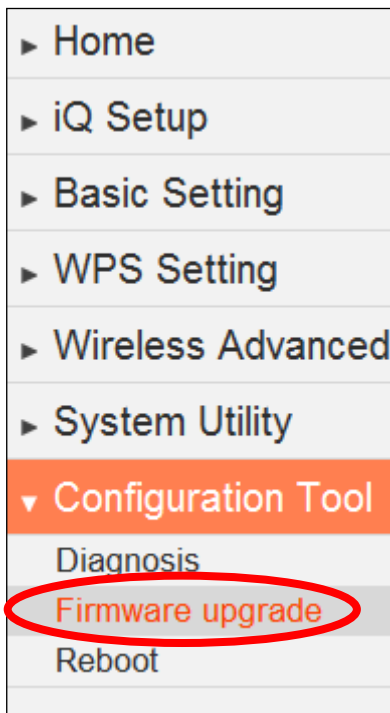 Home
iQ Setup
Basic Setting
WPS Setting
Wireless Advanced
System Utility
Configuration Tool
Diagnosis
Firmware upgrade
Reboot